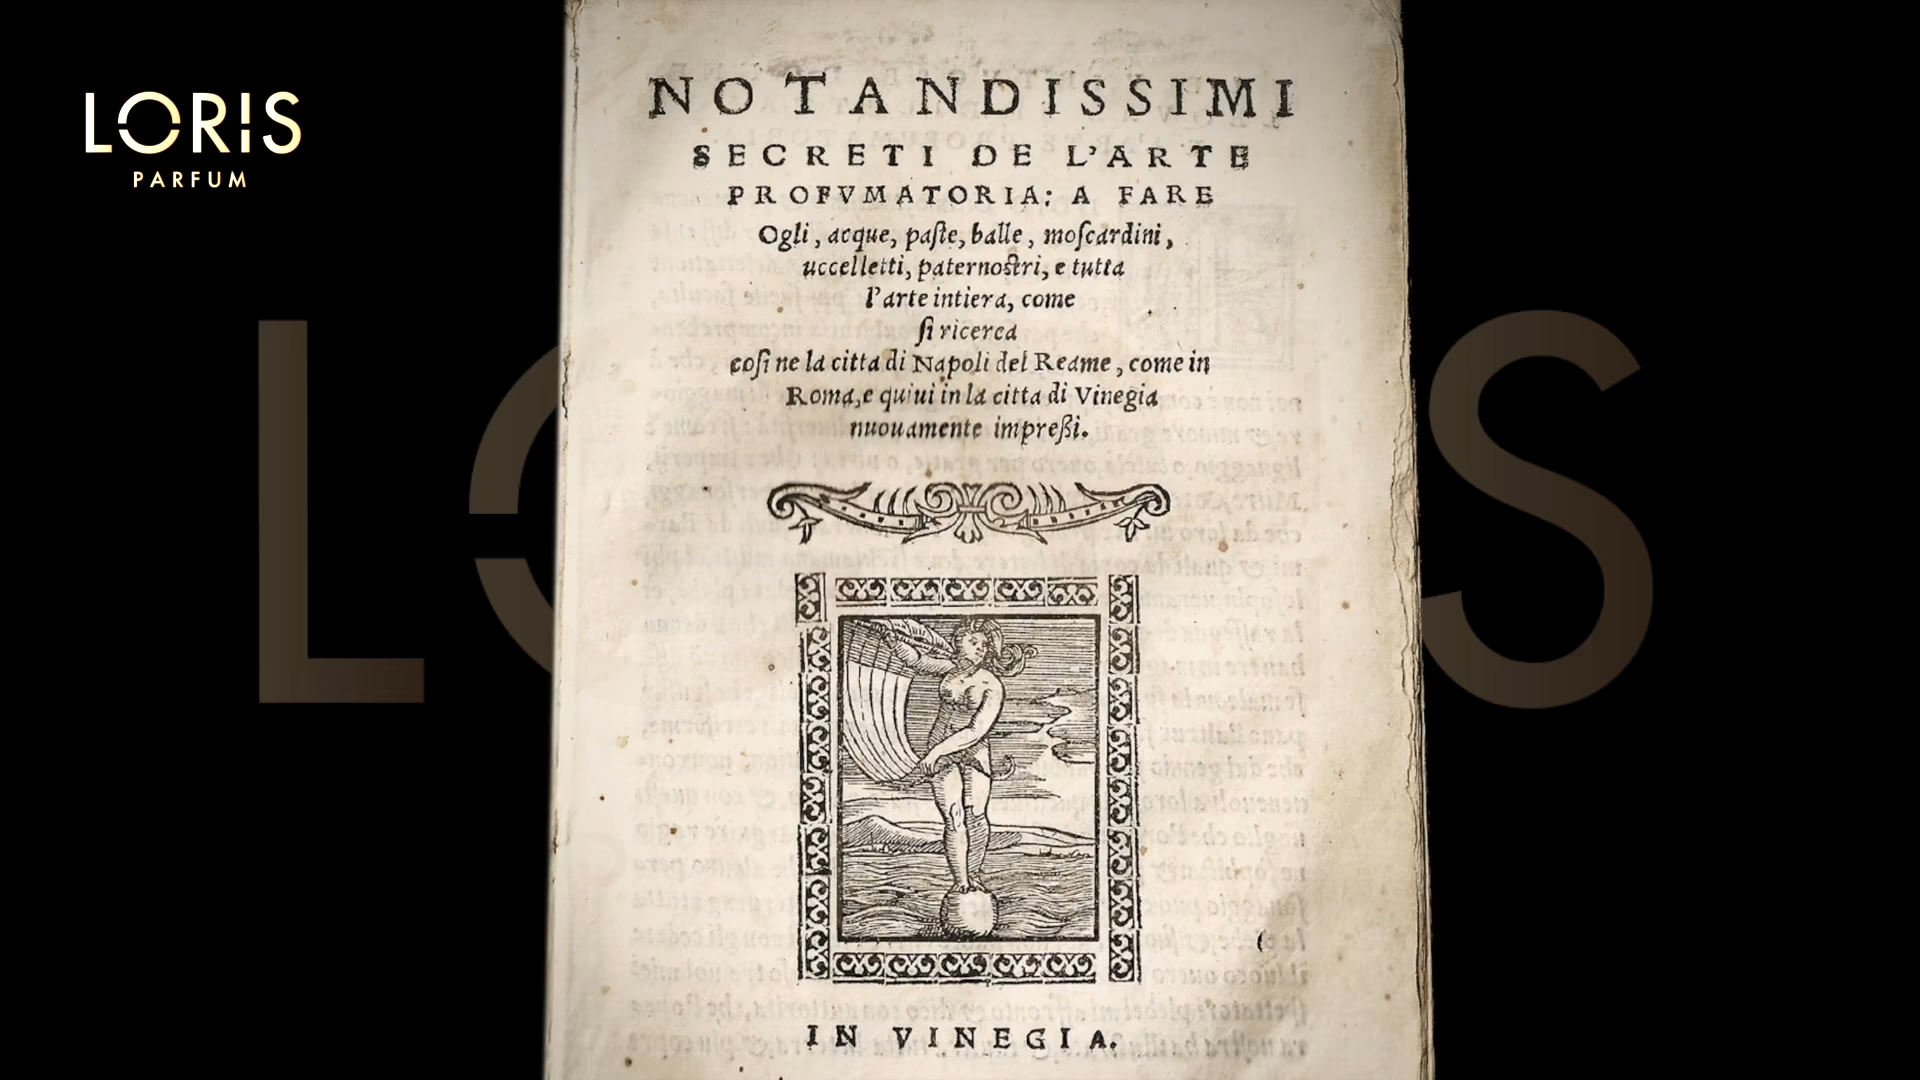 LORIS
PARFUM
NOTANDISSIMI
SECRETI DE L'ARTE
PROFVMATORIA: A FARE
Ogli, acque, paſte, balle, moſcardini,
uccelletti, paternoſtri, e tutta
l'arte intiera, come
ſi ricerca
coſi ne la citta di Napoli del Reame, come in
Roma, e quiui in la citta di Vinegia
nuouamente impreßi.
IN VINEGIA.
LORIS